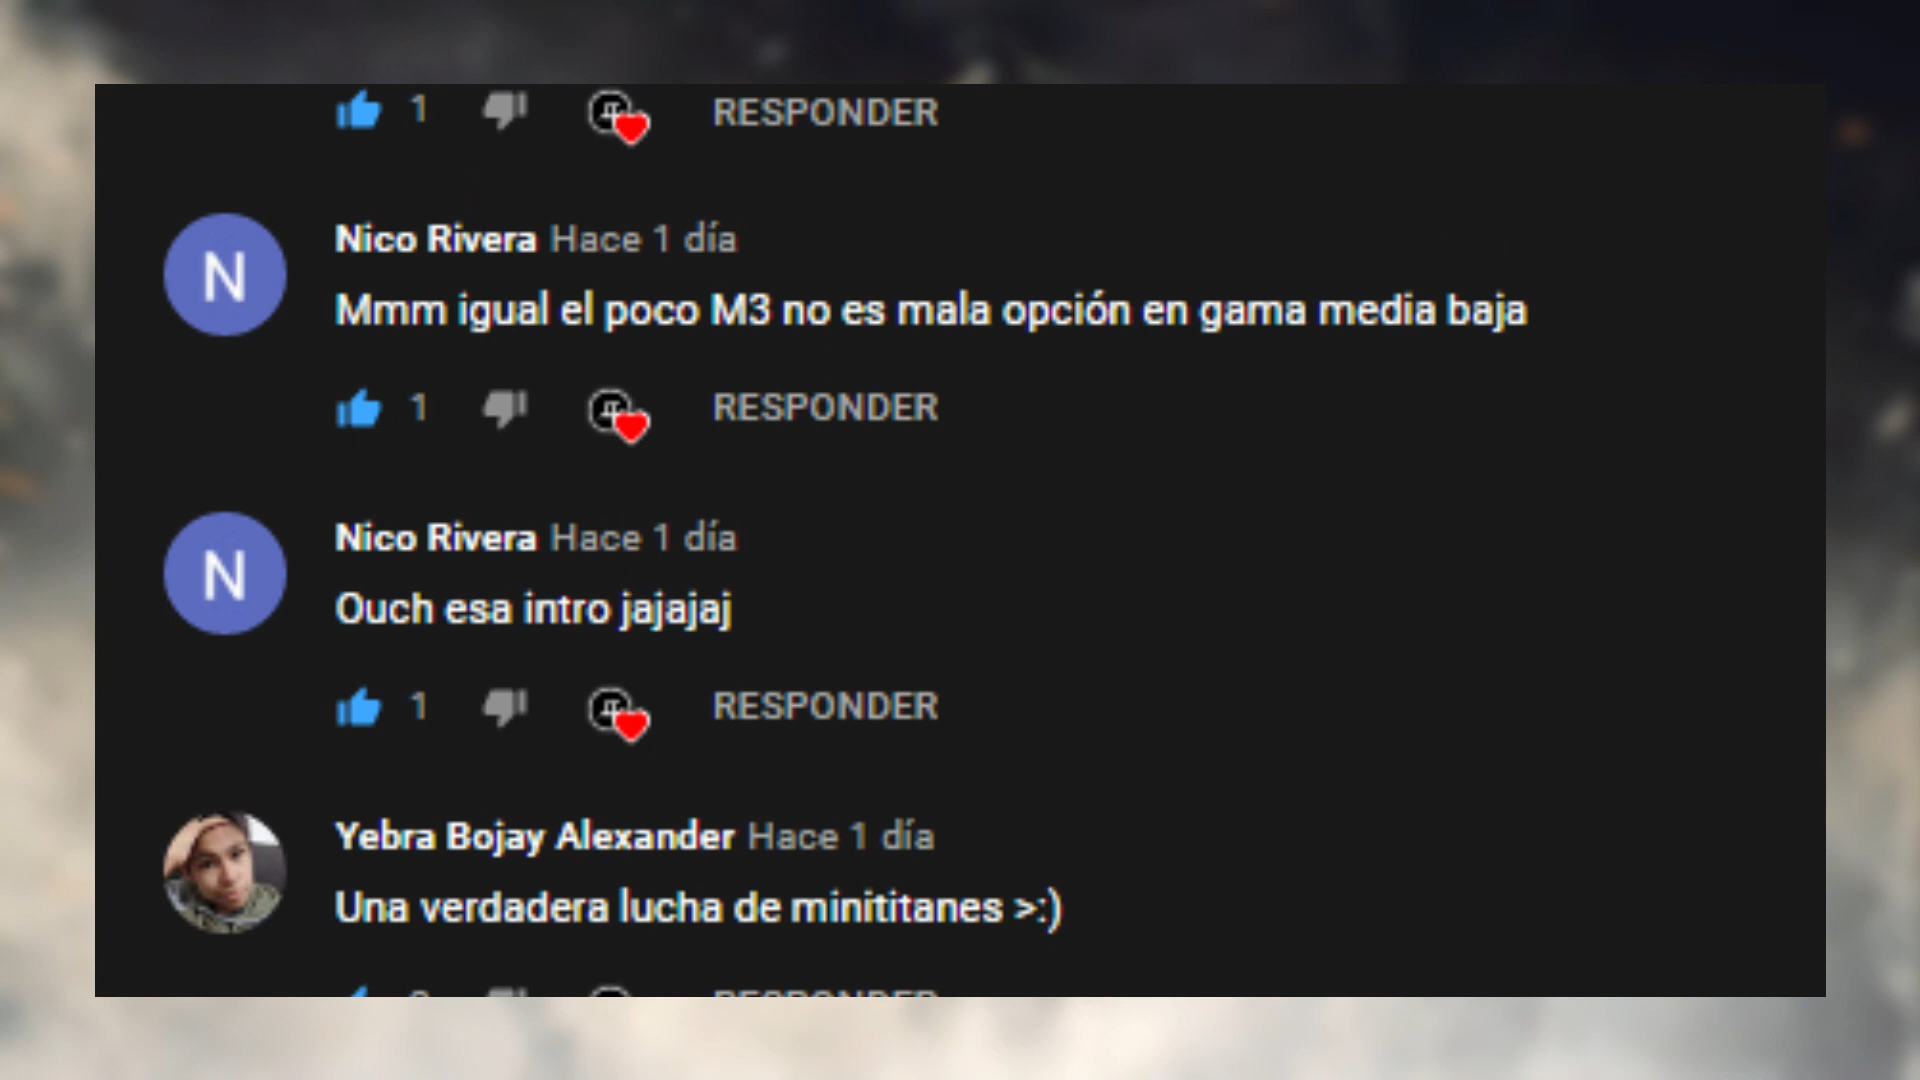 1 RESPONDER
N
Nico Rivera Hace 1 día
Mmm igual el poco M3 no es mala opción en gama media baja
1 RESPONDER
N
Nico Rivera Hace 1 día
Ouch esa intro jajajaj
1 RESPONDER
Yebra Bojay Alexander Hace 1 día
Una verdadera lucha de minititanes >:)
RESPONDER